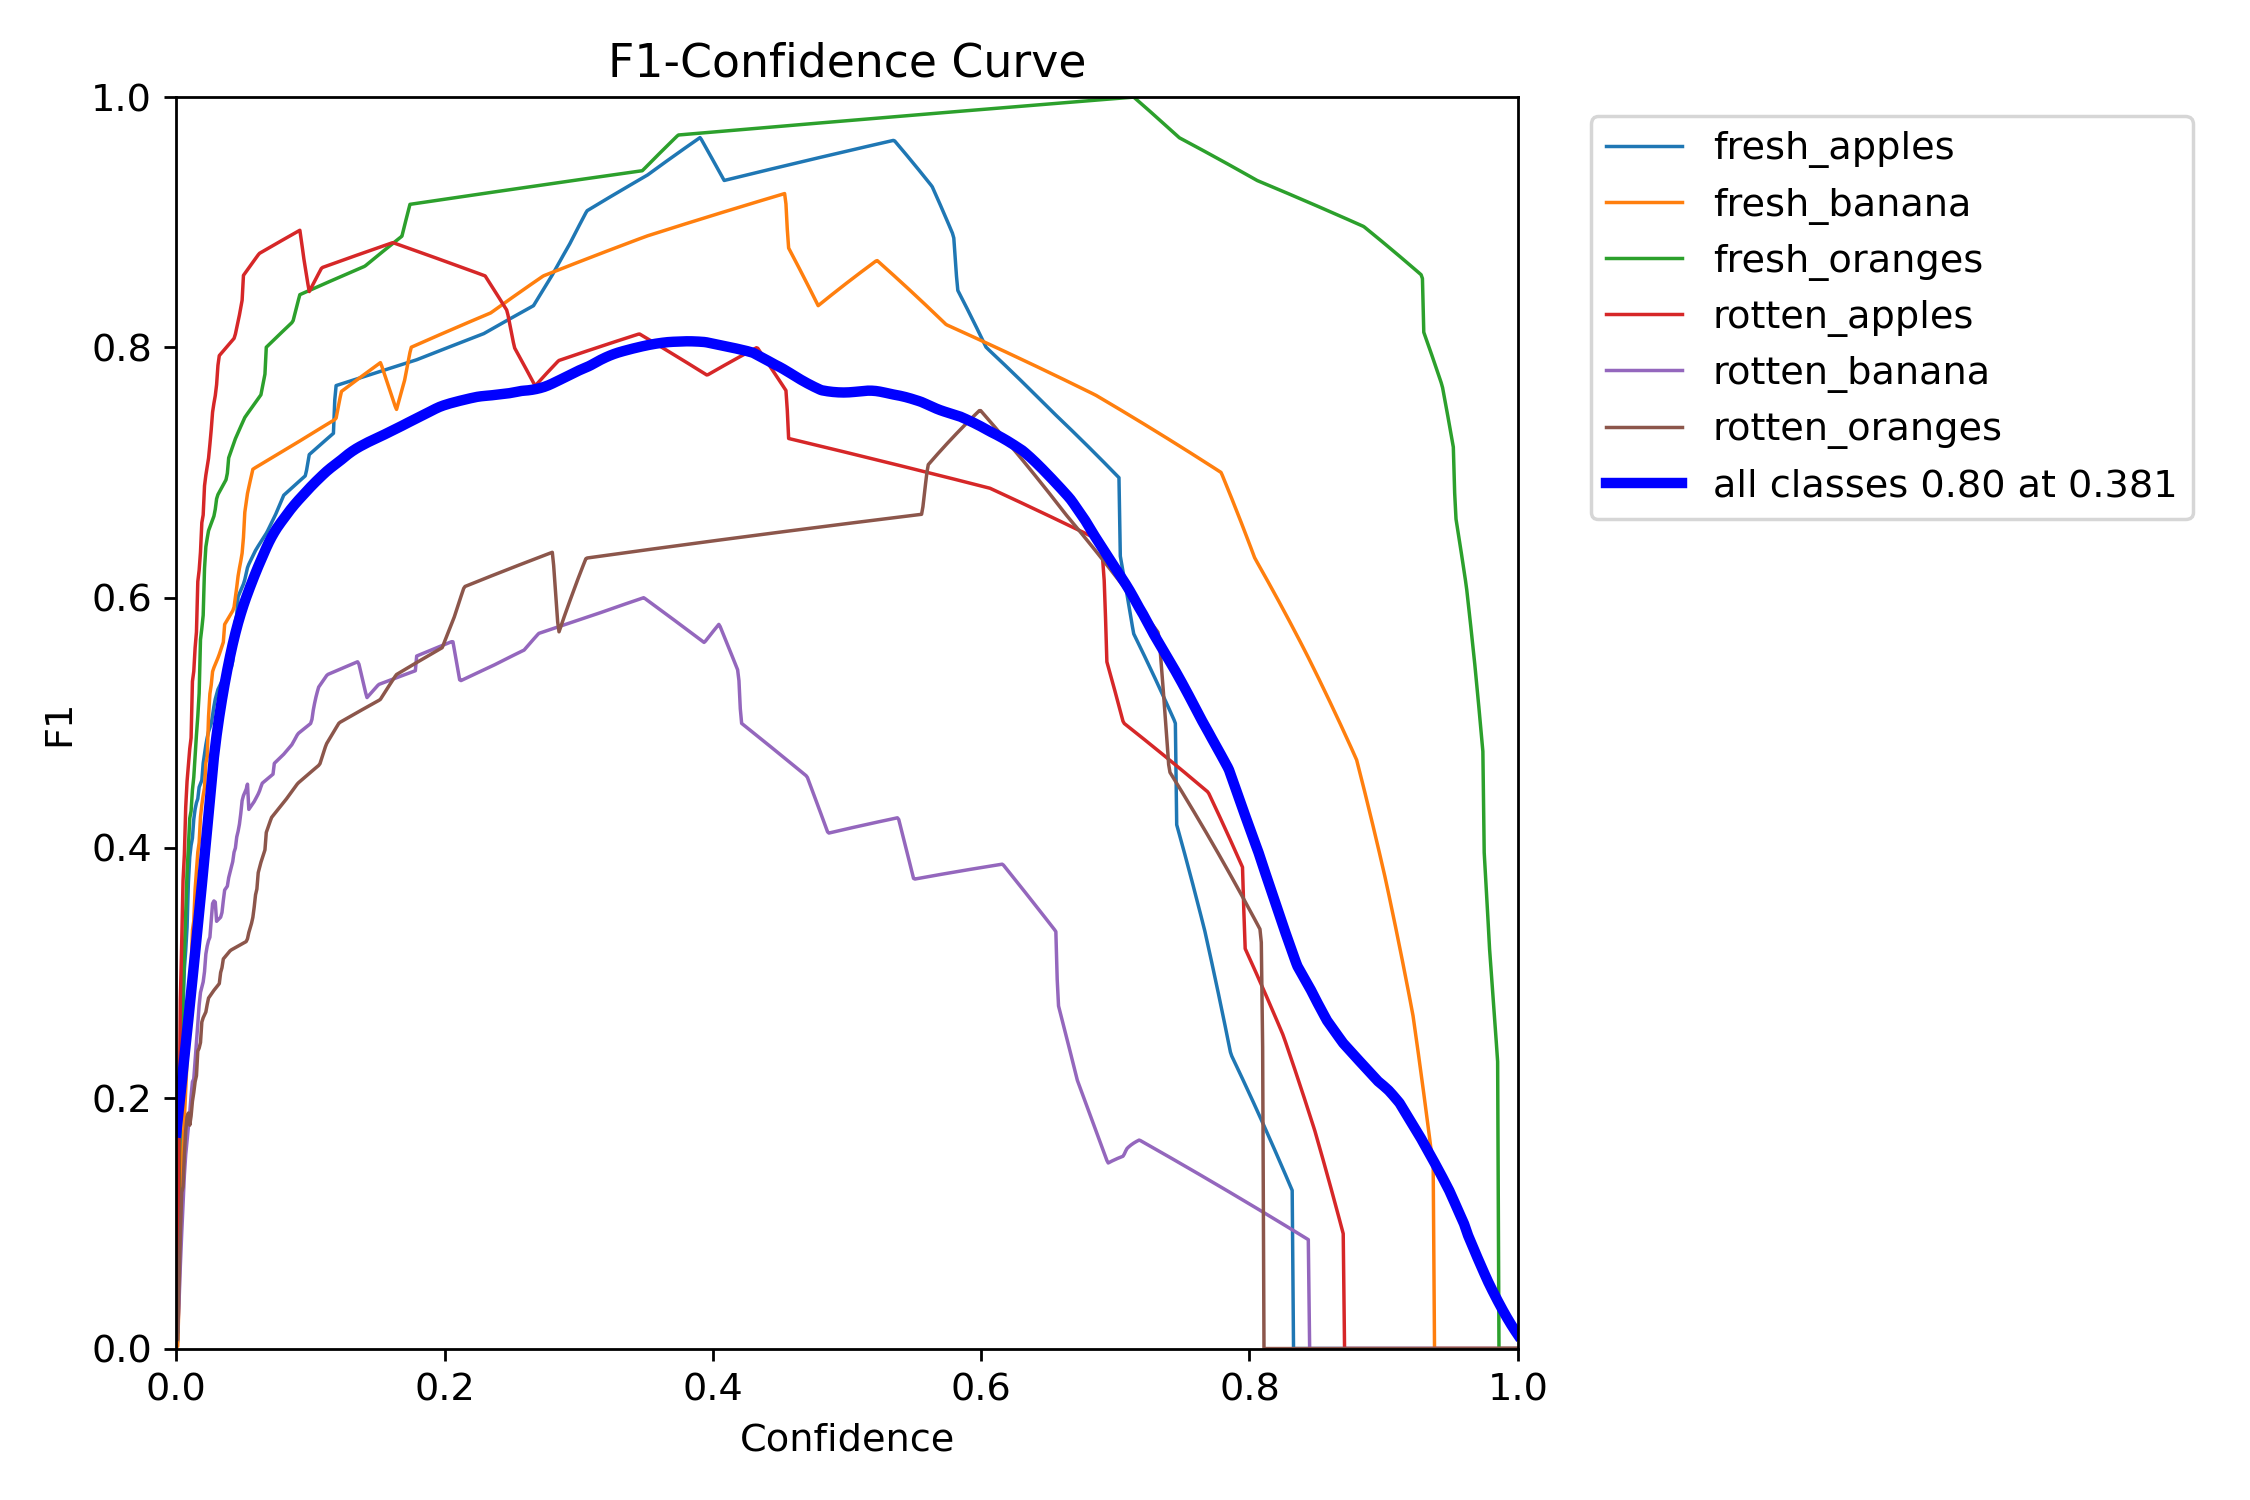 F1-Confidence Curve
1.0
0.8
0.6
0.4
0.2
0.0
F1
0.0 0.2 0.4 0.6 0.8 1.0
Confidence
fresh_apples
fresh_banana
fresh_oranges
rotten_apples
rotten_banana
rotten_oranges
all classes 0.80 at 0.381